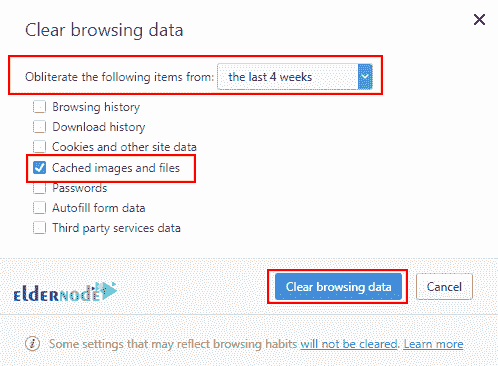 Clear browsing data
Obliterate the following items from: the last 4 weeks
Browsing history
Download history
Cookies and other site data
Cached images and files
Passwords
Autofill form data
Third party services data
ELDERNODE
Clear browsing data
Cancel
Some settings that may reflect browsing habits will not be cleared. Learn more